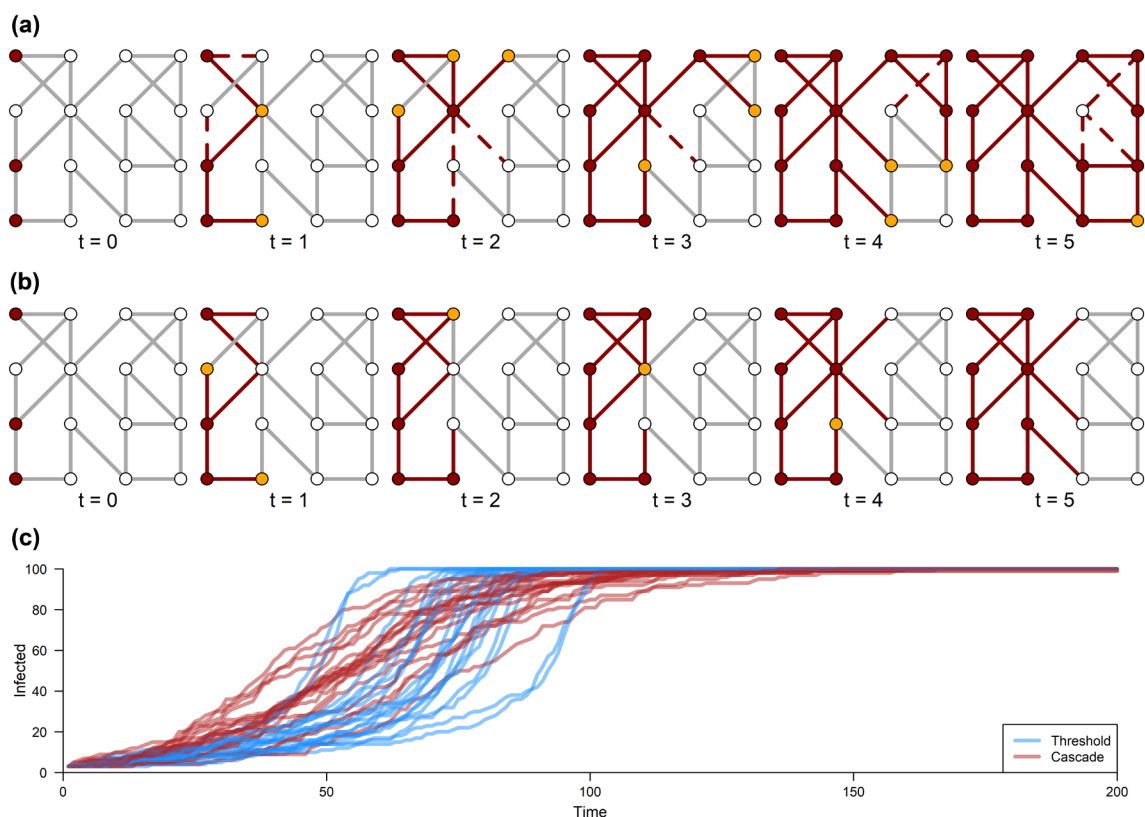 (a)
t = 0 t = 1 t = 2 t = 3 t = 4 t = 5
(b)
t = 0 t = 1 t = 2 t = 3 t = 4 t = 5
(c)
100
80
60
40
20
0
Infected
Threshold
Cascade
0 50 100 150 200
Time